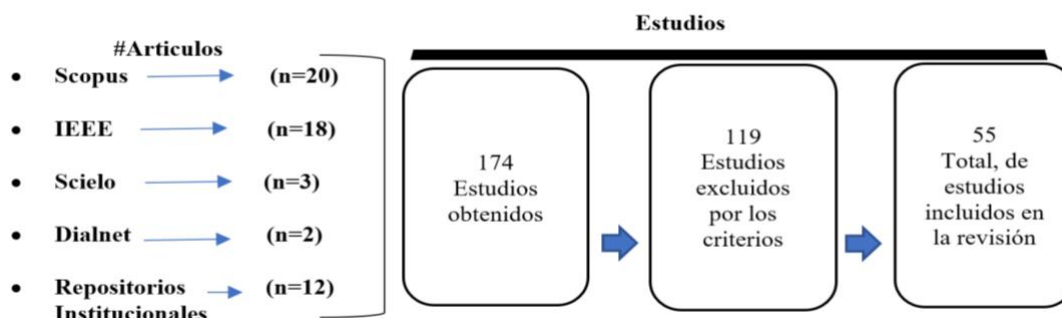 Estudios
#Articulos
Scopus (n=20)
IEEE (n=18)
Scielo (n=3)
Dialnet (n=2)
Repositorios (n=12)
Institucionales
174
Estudios
obtenidos
119
Estudios
excluidos
por los
criterios
55
Total, de
estudios
incluidos en
la revisión